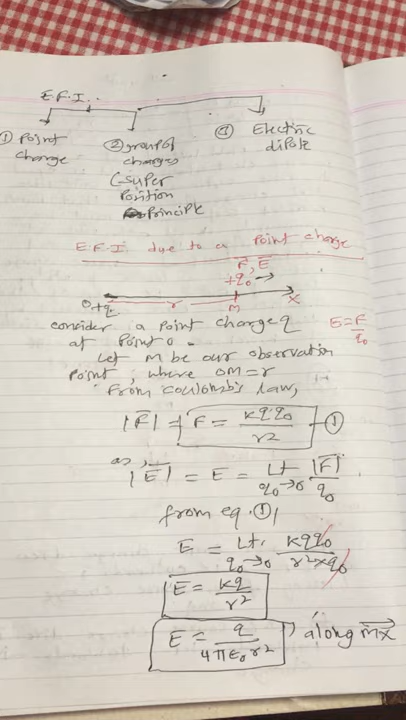 E.F.I.
① Point charge
② group of charges (super position principle
③ Electric dipole
E.F.I. due to a point charge
F⃗, E⃗
+q₀ →
O +q r M X
consider a point charge q
at point O.
E = F/q₀
Let M be our observation
point, where OM = r
From coulomb's law,
|F⃗| = F = kqq₀/r² — ①
as, |E⃗| = E = Lt q₀→0 |F⃗|/q₀
from eq. ①,
E = Lt. q₀→0 kqq₀/r²×q₀
E = kq/r²
E = q/4πε₀r² , along MX⃗